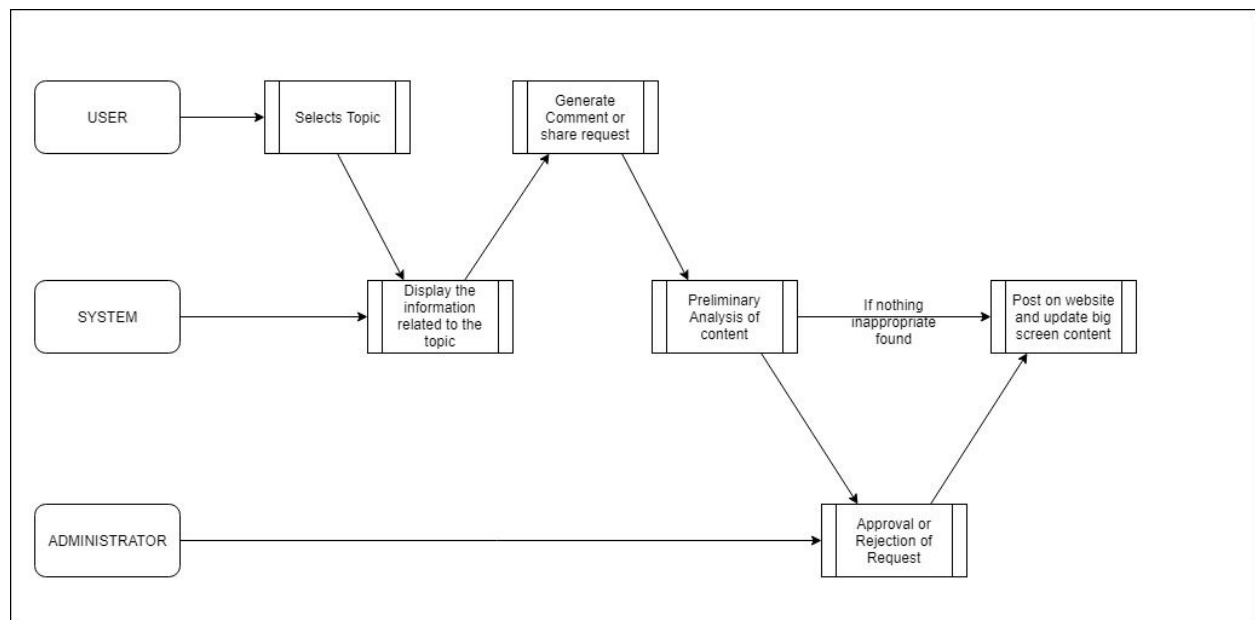 USER
Selects Topic
Generate
Comment or
share request
SYSTEM
Display the
information
related to the
topic
Preliminary
Analysis of
content
If nothing
inappropriate
found
Post on website
and update big
screen content
ADMINISTRATOR
Approval or
Rejection of
Request